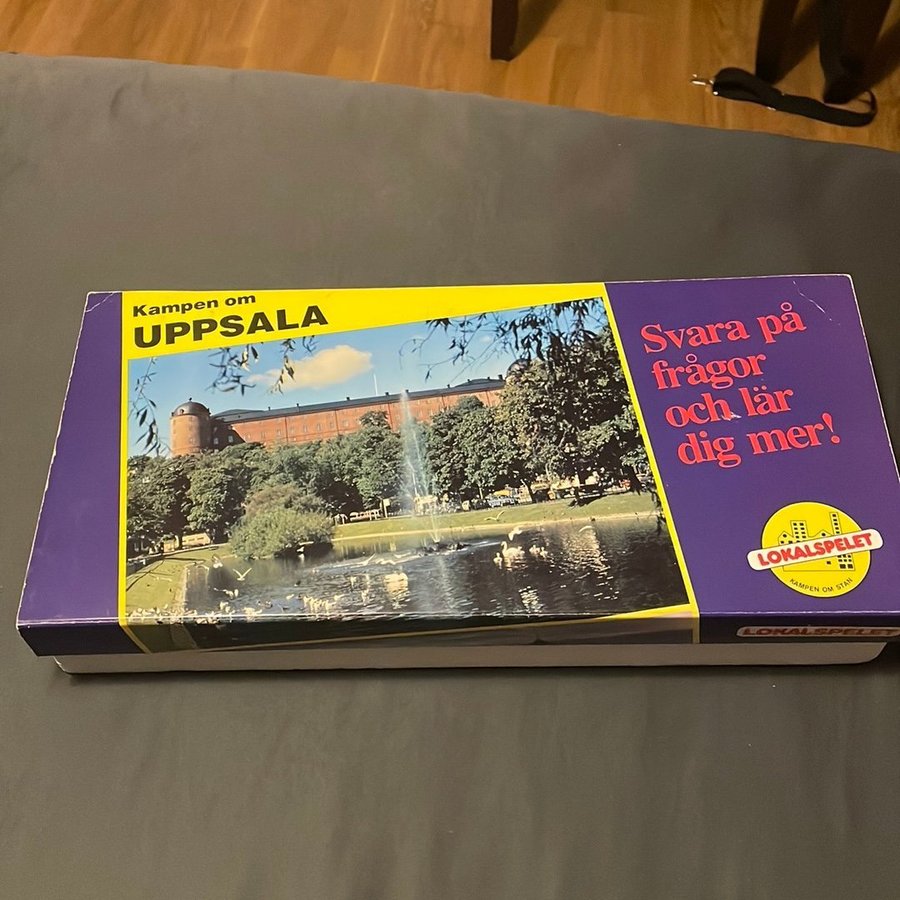 Kampen om
UPPSALA
Svara på
frågor
och lär
dig mer!
LOKALSPELET
KAMPEN OM STAN
LOKALSPELET